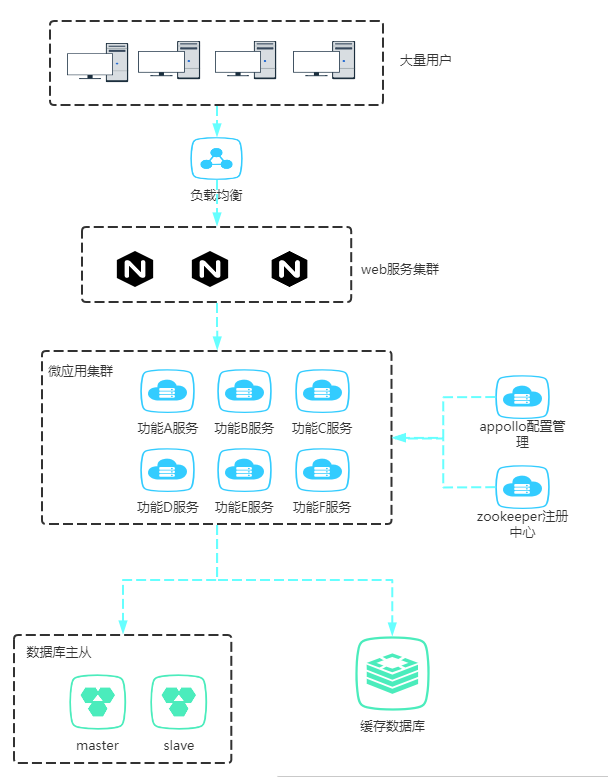 大量用户
负载均衡
web服务集群
微应用集群
功能A服务
功能B服务
功能C服务
功能D服务
功能E服务
功能F服务
appollo配置管
理
zookeeper注册
中心
数据库主从
master
slave
缓存数据库